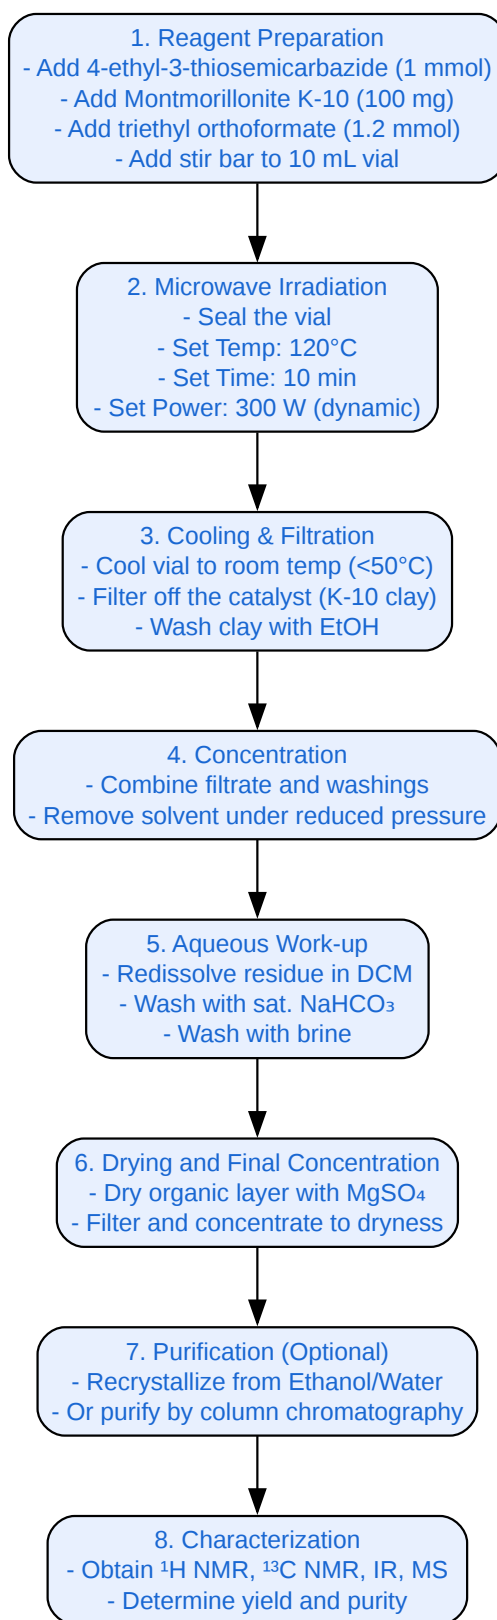 1. Reagent Preparation
- Add 4-ethyl-3-thiosemicarbazide (1 mmol)
- Add Montmorillonite K-10 (100 mg)
- Add triethyl orthoformate (1.2 mmol)
- Add stir bar to 10 mL vial
2. Microwave Irradiation
- Seal the vial
- Set Temp: 120°C
- Set Time: 10 min
- Set Power: 300 W (dynamic)
3. Cooling & Filtration
- Cool vial to room temp (<50°C)
- Filter off the catalyst (K-10 clay)
- Wash clay with EtOH
4. Concentration
- Combine filtrate and washings
- Remove solvent under reduced pressure
5. Aqueous Work-up
- Redissolve residue in DCM
- Wash with sat. NaHCO₃
- Wash with brine
6. Drying and Final Concentration
- Dry organic layer with MgSO₄
- Filter and concentrate to dryness
7. Purification (Optional)
- Recrystallize from Ethanol/Water
- Or purify by column chromatography
8. Characterization
- Obtain ¹H NMR, ¹³C NMR, IR, MS
- Determine yield and purity